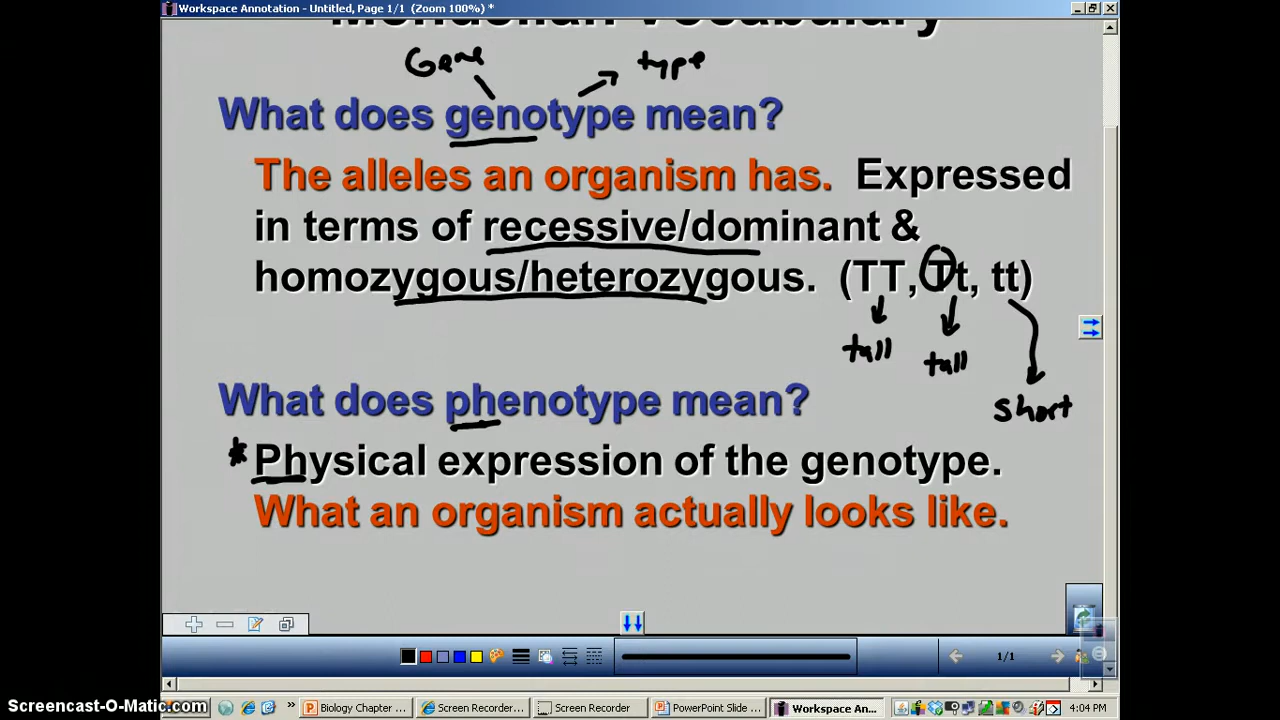 Workspace Annotation - Untitled, Page 1/1 (Zoom 100%) *
Mendelian Vocabulary
Gene type
What does genotype mean?
The alleles an organism has. Expressed
in terms of recessive/dominant &
homozygous/heterozygous. (TT, Tt, tt)
tall tall short
What does phenotype mean?
*Physical expression of the genotype.
What an organism actually looks like.
1/1
Screencast-O-Matic.com
» Biology Chapter ... Screen Recorder... Screen Recorder PowerPoint Slide ... Workspace An... 4:04 PM